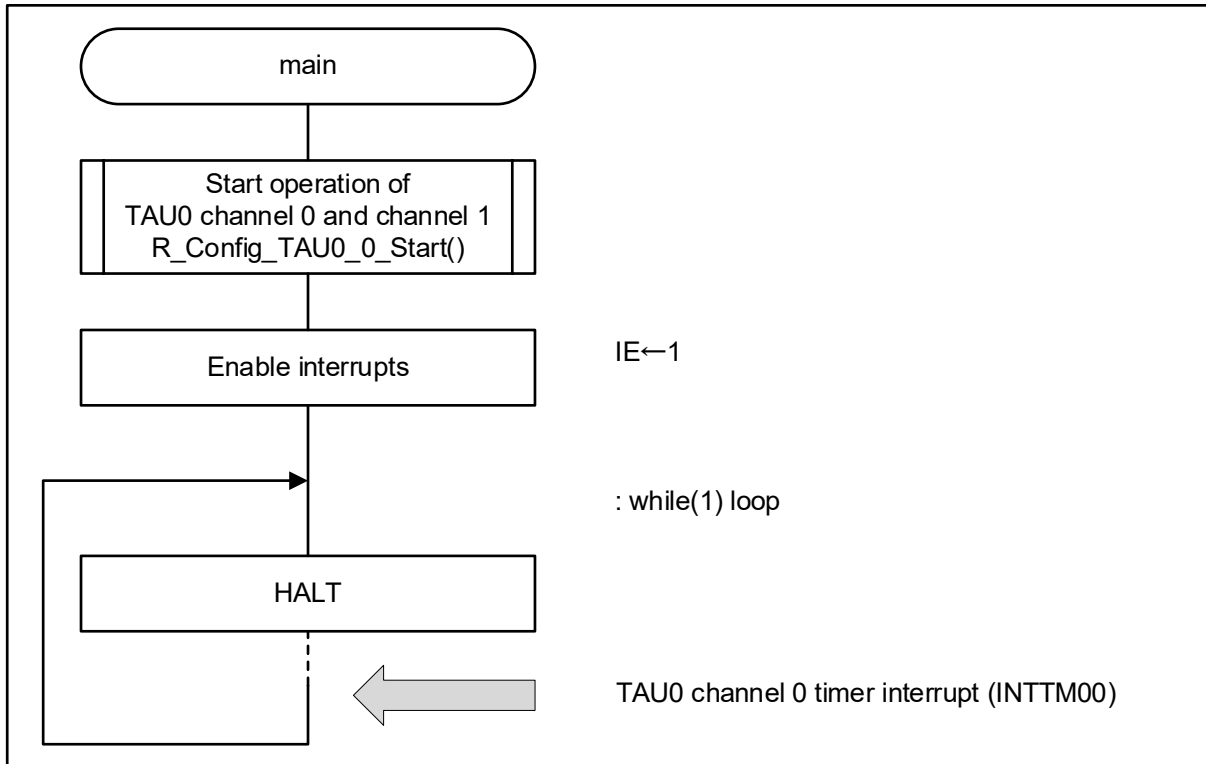 main
Start operation of
TAU0 channel 0 and channel 1
R_Config_TAU0_0_Start()
Enable interrupts
IE←1
: while(1) loop
HALT
TAU0 channel 0 timer interrupt (INTTM00)